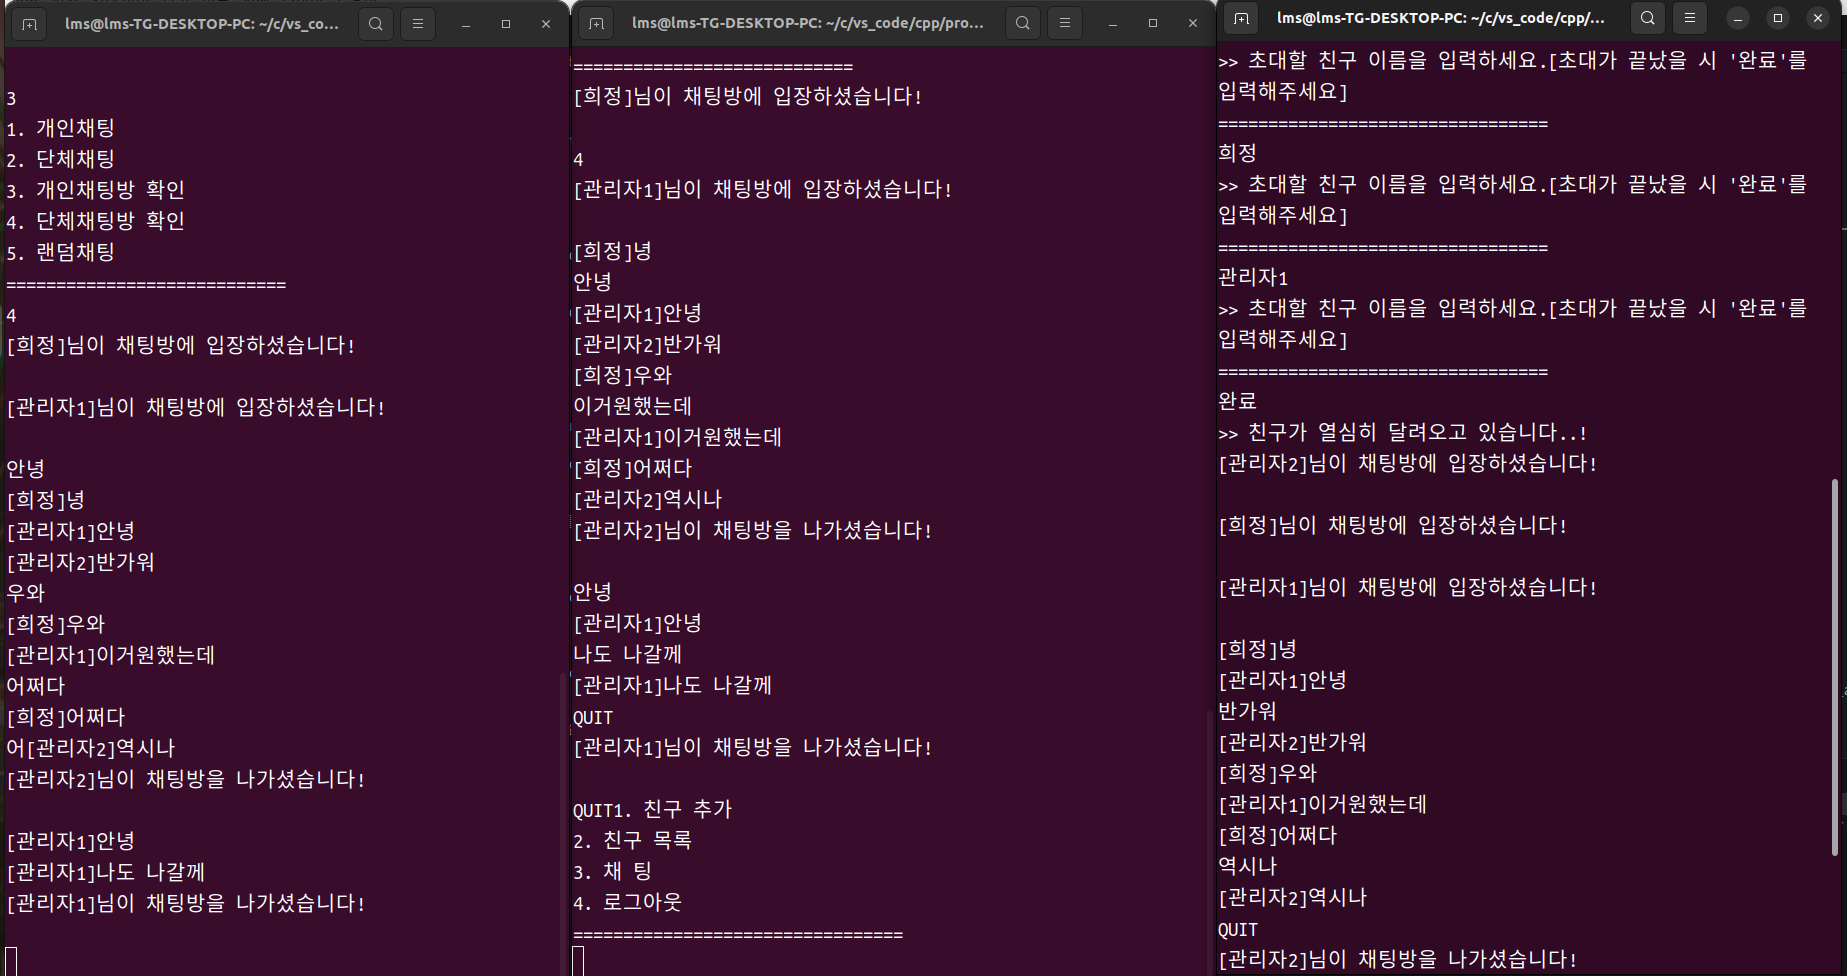 lms@lms-TG-DESKTOP-PC: ~/c/vs_co...
3
1. 개인채팅
2. 단체채팅
3. 개인채팅방 확인
4. 단체채팅방 확인
5. 랜덤채팅
============================
4
[희정]님이 채팅방에 입장하셨습니다!
[관리자1]님이 채팅방에 입장하셨습니다!
안녕
[희정]녕
[관리자1]안녕
[관리자2]반가워
우와
[희정]우와
[관리자1]이거원했는데
어쩌다
[희정]어쩌다
어[관리자2]역시나
[관리자2]님이 채팅방을 나가셨습니다!
[관리자1]안녕
[관리자1]나도 나갈께
[관리자1]님이 채팅방을 나가셨습니다!
lms@lms-TG-DESKTOP-PC: ~/c/vs_code/cpp/pro...
============================
[희정]님이 채팅방에 입장하셨습니다!
4
[관리자1]님이 채팅방에 입장하셨습니다!
[희정]녕
안녕
[관리자1]안녕
[관리자2]반가워
[희정]우와
이거원했는데
[관리자1]이거원했는데
[희정]어쩌다
[관리자2]역시나
[관리자2]님이 채팅방을 나가셨습니다!
안녕
[관리자1]안녕
나도 나갈께
[관리자1]나도 나갈께
QUIT
[관리자1]님이 채팅방을 나가셨습니다!
QUIT1. 친구 추가
2. 친구 목록
3. 채 팅
4. 로그아웃
=================================
lms@lms-TG-DESKTOP-PC: ~/c/vs_code/cpp/...
>> 초대할 친구 이름을 입력하세요.[초대가 끝났을 시 '완료'를
입력해주세요]
=================================
희정
>> 초대할 친구 이름을 입력하세요.[초대가 끝났을 시 '완료'를
입력해주세요]
=================================
관리자1
>> 초대할 친구 이름을 입력하세요.[초대가 끝났을 시 '완료'를
입력해주세요]
=================================
완료
>> 친구가 열심히 달려오고 있습니다..!
[관리자2]님이 채팅방에 입장하셨습니다!
[희정]님이 채팅방에 입장하셨습니다!
[관리자1]님이 채팅방에 입장하셨습니다!
[희정]녕
[관리자1]안녕
반가워
[관리자2]반가워
[희정]우와
[관리자1]이거원했는데
[희정]어쩌다
역시나
[관리자2]역시나
QUIT
[관리자2]님이 채팅방을 나가셨습니다!